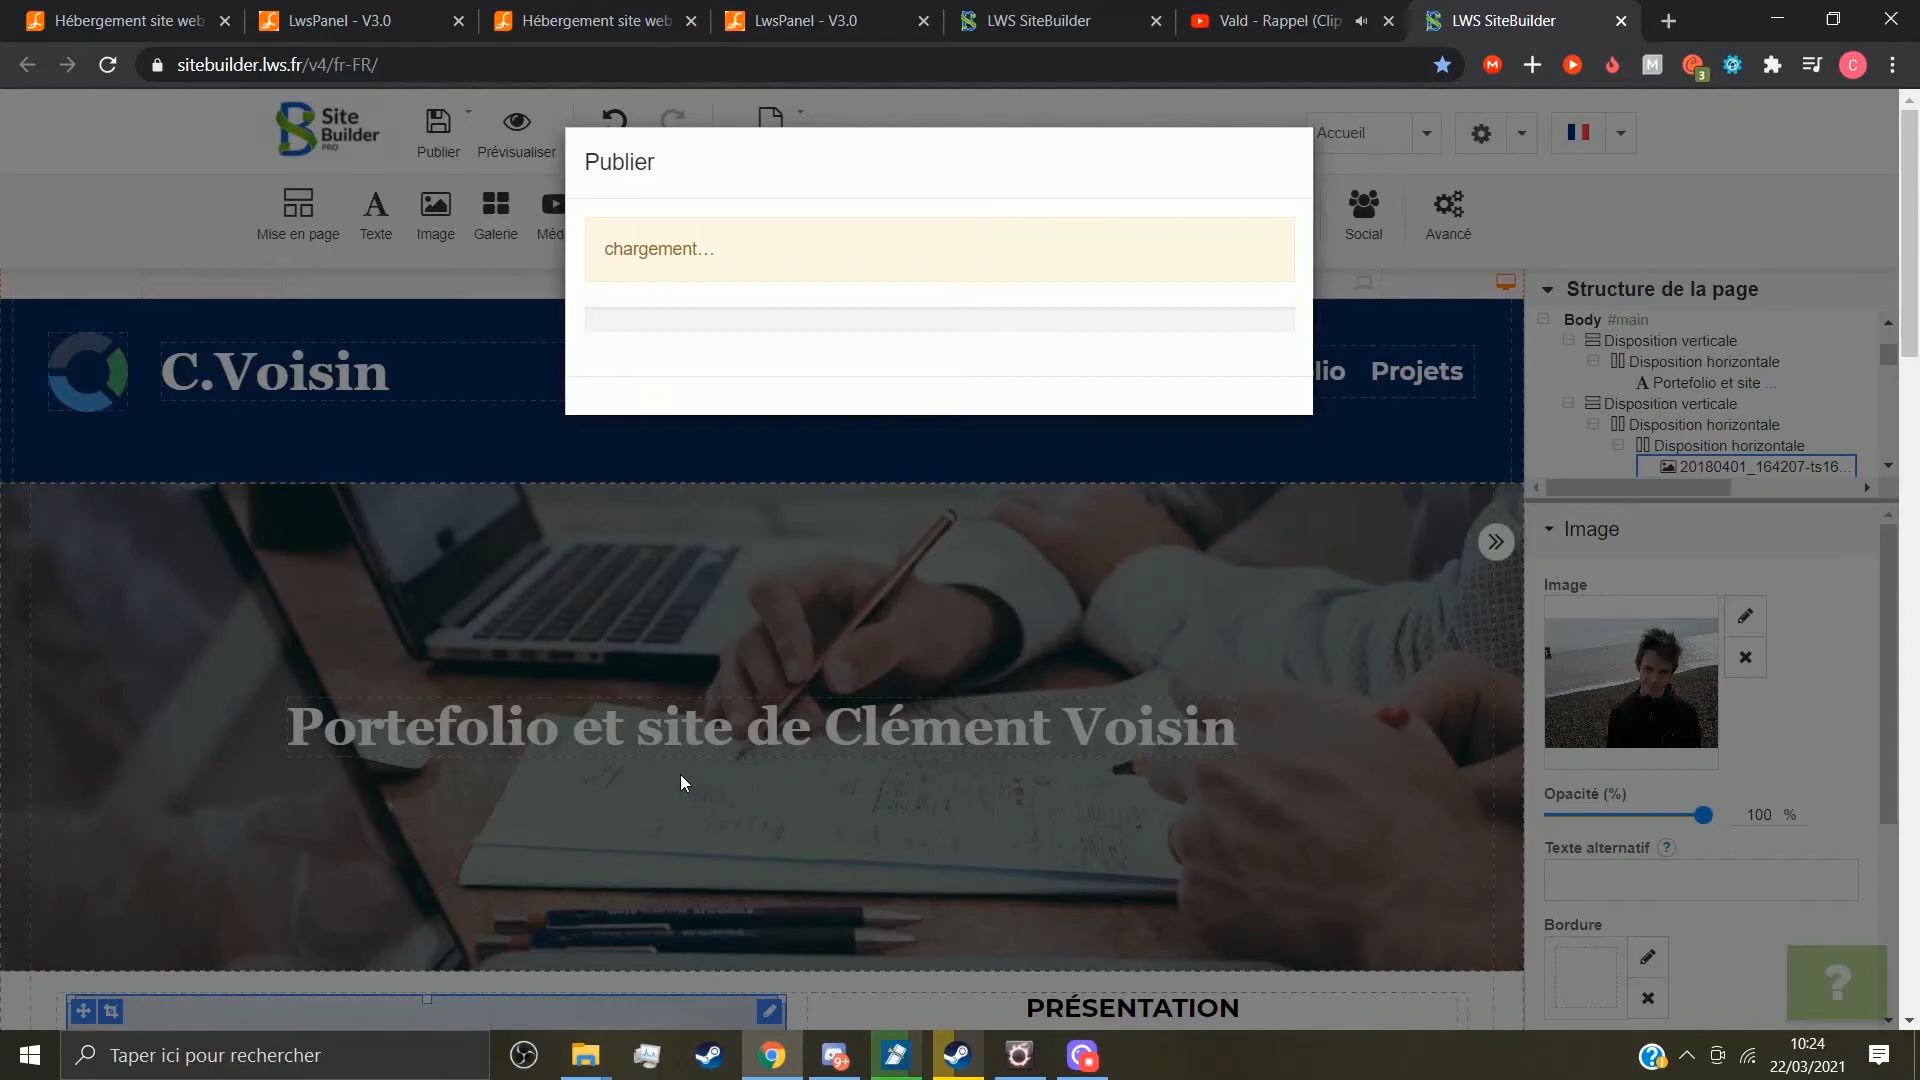 Hébergement site web
LwsPanel - V3.0
Hébergement site web
LwsPanel - V3.0
LWS SiteBuilder
Vald - Rappel (Clip
LWS SiteBuilder
sitebuilder.lws.fr/v4/fr-FR/
3
C
Site
Builder
PRO
Publier
Prévisualiser
Accueil
Mise en page
Texte
Image
Galerie
Méd
Social
Avancé
Publier
chargement...
C.Voisin
lio
Projets
Portefolio et site de Clément Voisin
PRÉSENTATION
Structure de la page
Body #main
Disposition verticale
Disposition horizontale
A Portefolio et site ...
Disposition verticale
Disposition horizontale
Disposition horizontale
20180401_164207-ts16...
Image
Image
Opacité (%)
100 %
Texte alternatif ?
Bordure
?
Taper ici pour rechercher
9+
10:24
22/03/2021